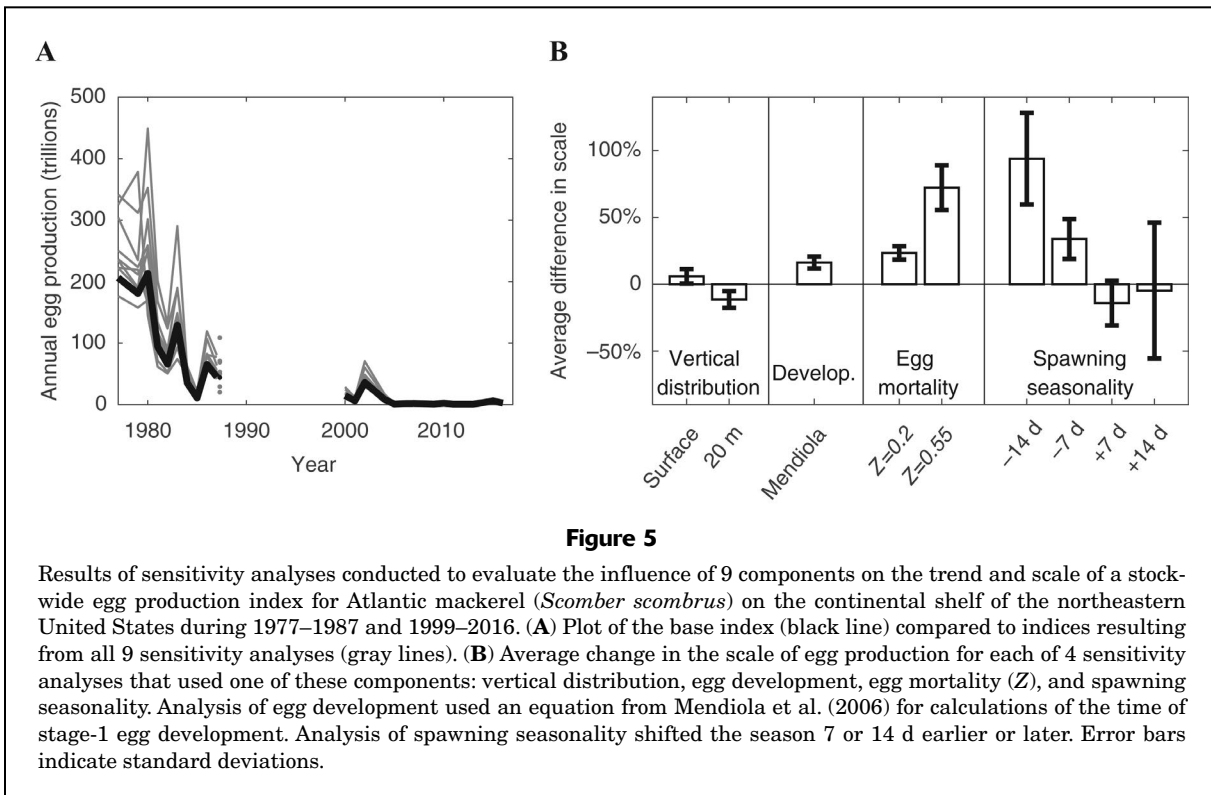 A
B
500
400
300
200
100
0
Annual egg production (trillions)
1980
1990
2000
2010
Year
100%
50%
0
−50%
Average difference in scale
Vertical
distribution
Develop.
Egg
mortality
Spawning
seasonality
Surface
20 m
Mendiola
Z=0.2
Z=0.55
−14 d
−7 d
+7 d
+14 d
Figure 5
Results of sensitivity analyses conducted to evaluate the influence of 9 components on the trend and scale of a stock-
wide egg production index for Atlantic mackerel (Scomber scombrus) on the continental shelf of the northeastern
United States during 1977–1987 and 1999–2016. (A) Plot of the base index (black line) compared to indices resulting
from all 9 sensitivity analyses (gray lines). (B) Average change in the scale of egg production for each of 4 sensitivity
analyses that used one of these components: vertical distribution, egg development, egg mortality (Z), and spawning
seasonality. Analysis of egg development used an equation from Mendiola et al. (2006) for calculations of the time of
stage-1 egg development. Analysis of spawning seasonality shifted the season 7 or 14 d earlier or later. Error bars
indicate standard deviations.